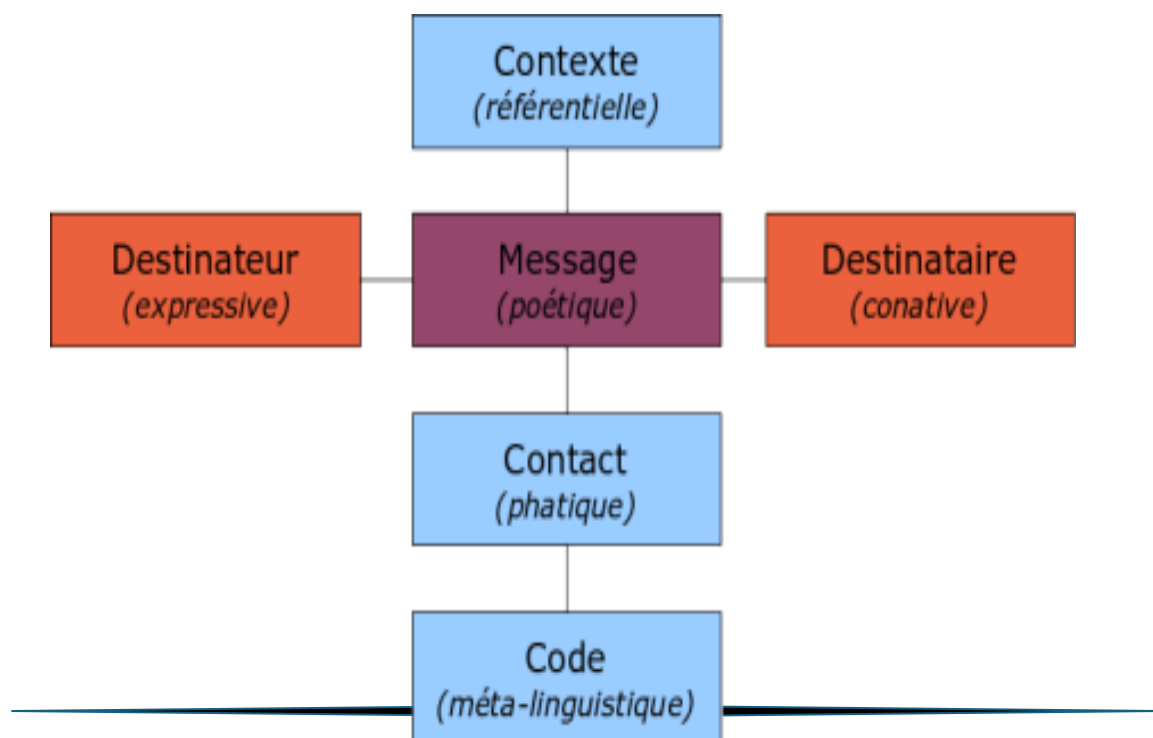 Contexte
(référentielle)
Destinateur
(expressive)
Message
(poétique)
Destinataire
(conative)
Contact
(phatique)
Code
(méta-linguistique)